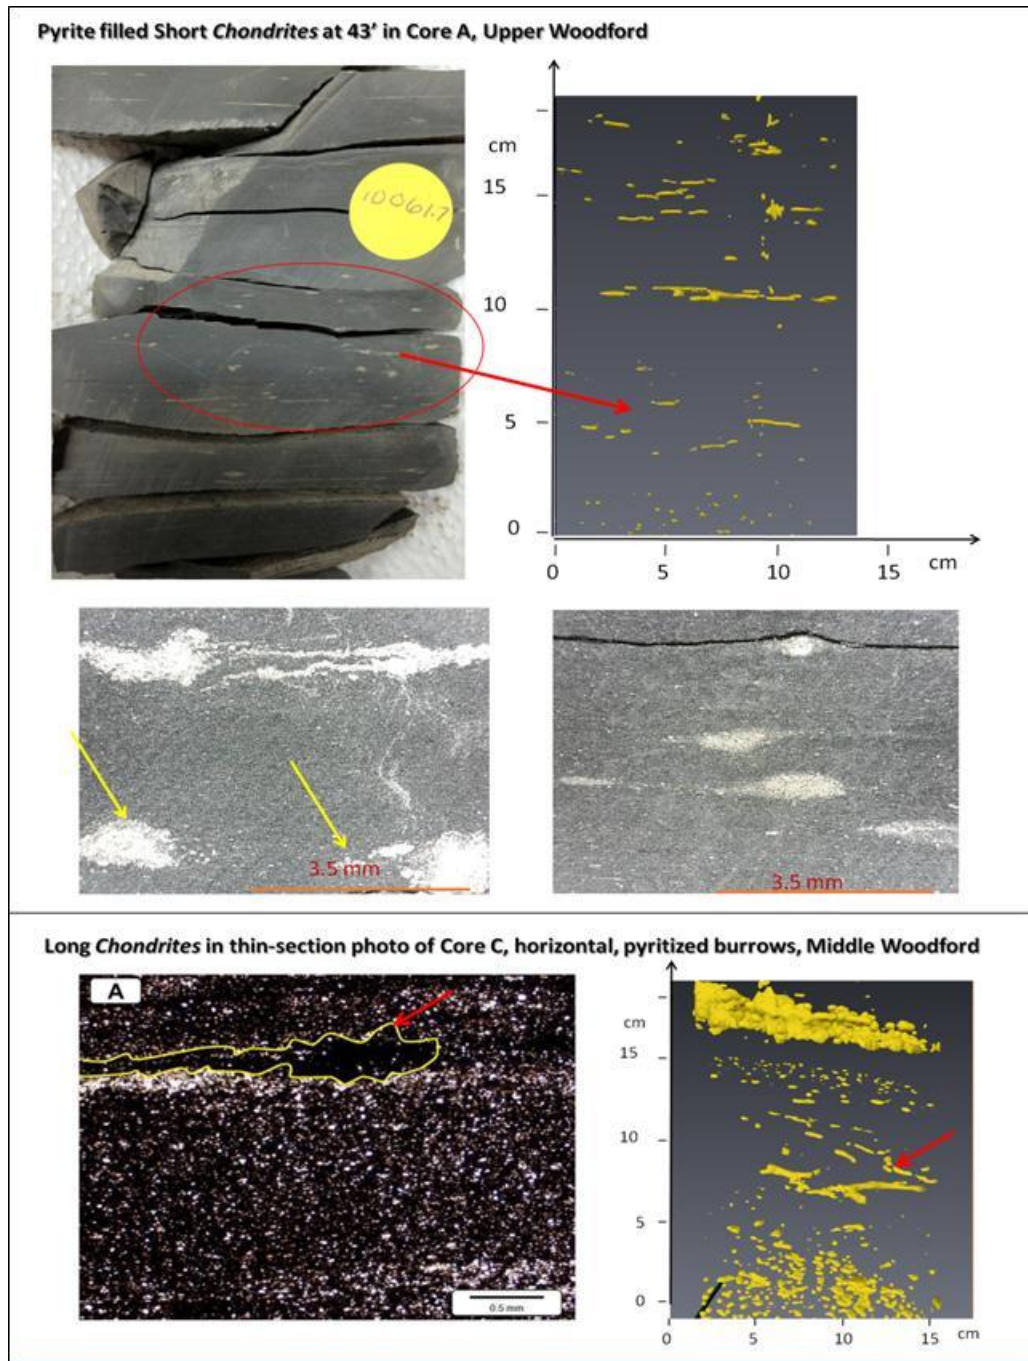 Pyrite filled Short Chondrites at 43' in Core A, Upper Woodford
10061.7
cm
15
10
5
0
0 5 10 15 cm
3.5 mm
3.5 mm
Long Chondrites in thin-section photo of Core C, horizontal, pyritized burrows, Middle Woodford
A
0.5 mm
cm
15
10
5
0
0 5 10 15 cm